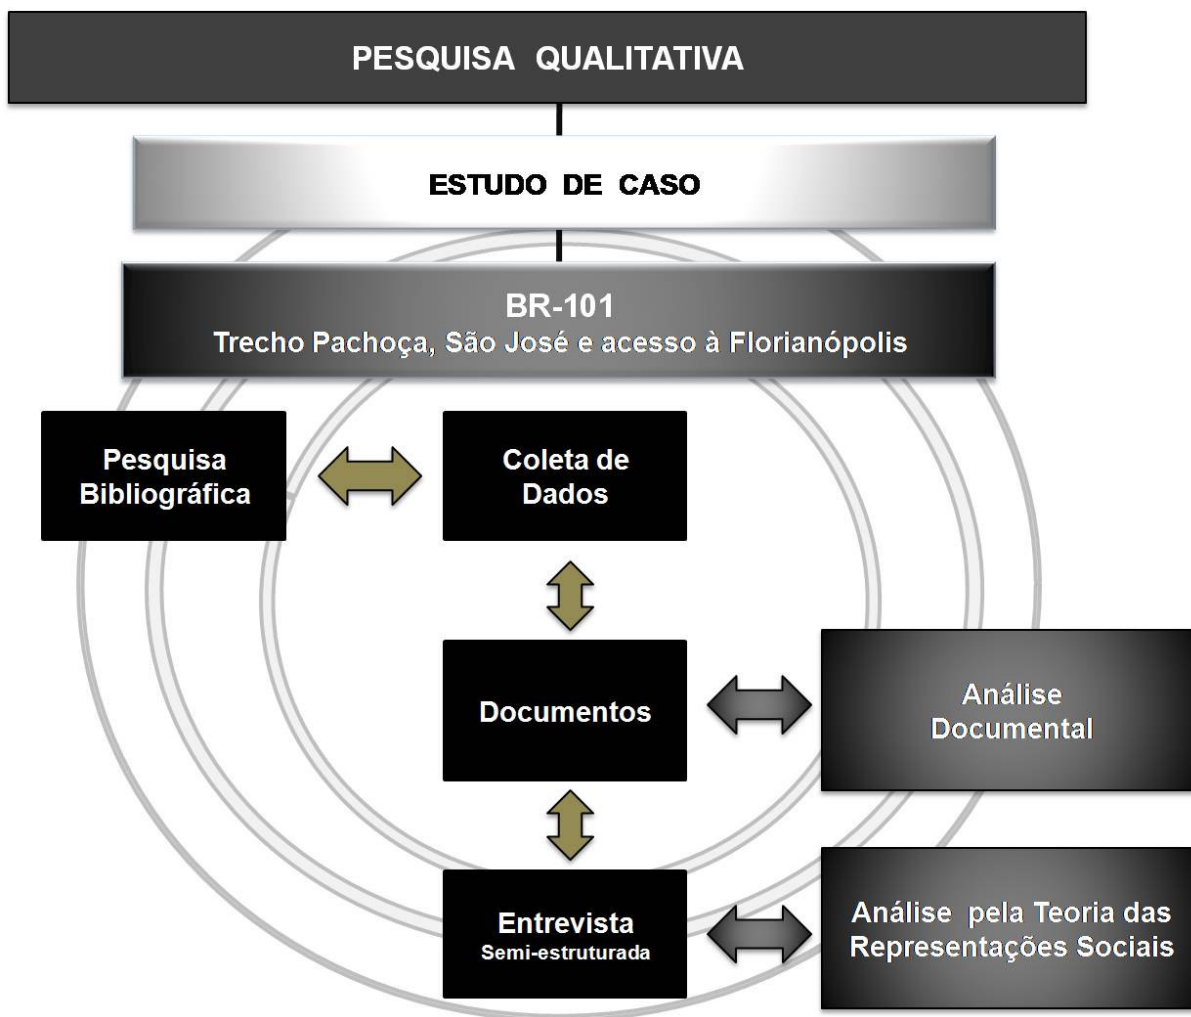 PESQUISA QUALITATIVA
ESTUDO DE CASO
BR-101
Trecho Pachoça, São José e acesso à Florianópolis
Pesquisa
Bibliográfica
Coleta de
Dados
Documentos
Análise
Documental
Entrevista
Semi-estruturada
Análise pela Teoria das
Representações Sociais